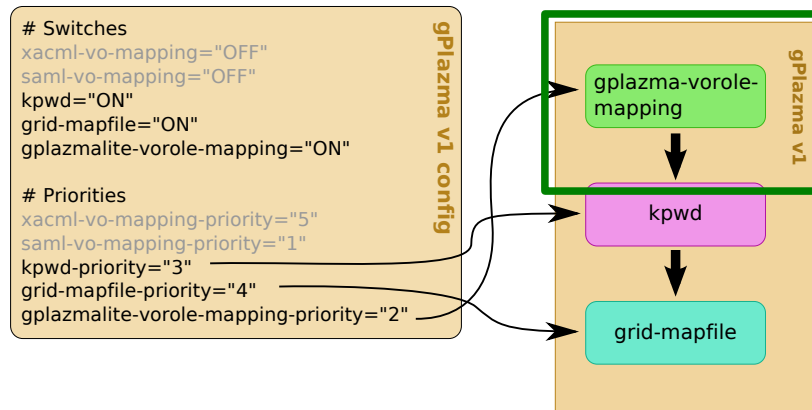 # Switches
xacml-vo-mapping="OFF"
saml-vo-mapping="OFF"
kpwd="ON"
grid-mapfile="ON"
gplazmalite-vorole-mapping="ON"
# Priorities
xacml-vo-mapping-priority="5"
saml-vo-mapping-priority="1"
kpwd-priority="3"
grid-mapfile-priority="4"
gplazmalite-vorole-mapping-priority="2"
gPlazma v1 config
gplazma-vorole-
mapping
kpwd
grid-mapfile
gPlazma v1